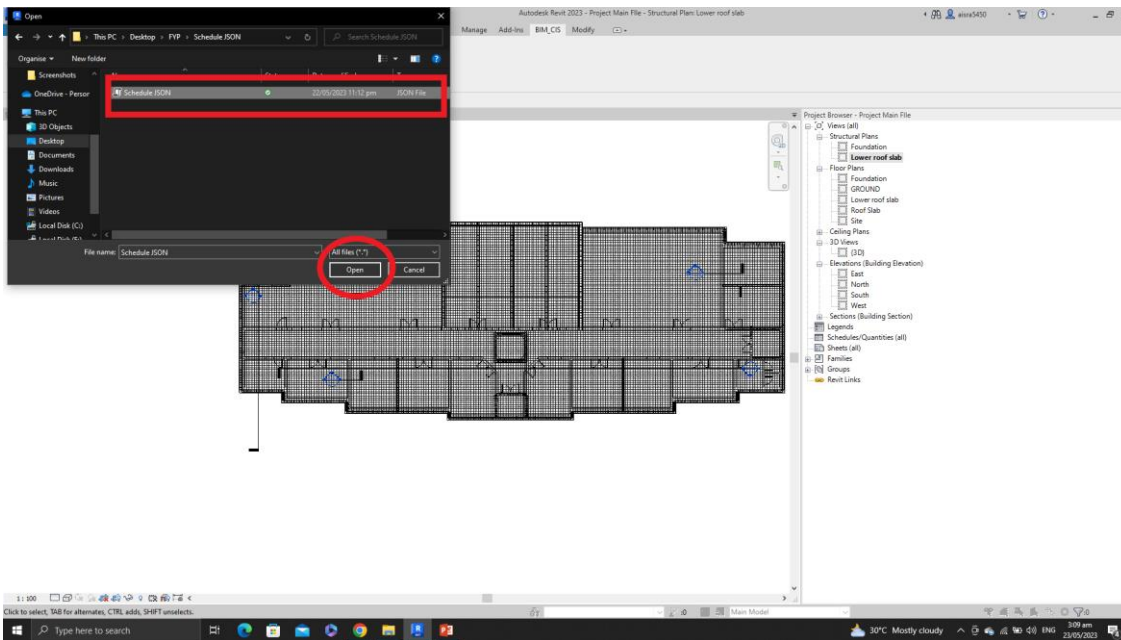 Open
Autodesk Revit 2023 - Project Main File - Structural Plan: Lower roof slab
aisra5450
This PC › Desktop › FYP › Schedule JSON
Search Schedule JSON
Manage Add-Ins BIM_CIS Modify
Organise New folder
Screenshots
Schedule JSON 22/05/2023 11:12 pm JSON File
OneDrive - Persor
This PC
3D Objects
Desktop
Documents
Downloads
Music
Pictures
Videos
Local Disk (C:)
File name: Schedule JSON All files (*.*)
Open Cancel
Project Browser - Project Main File
Views (all)
Structural Plans
Foundation
Lower roof slab
Floor Plans
Foundation
GROUND
Lower roof slab
Roof Slab
Site
Ceiling Plans
3D Views
{3D}
Elevations (Building Elevation)
East
North
South
West
Sections (Building Section)
Legends
Schedules/Quantities (all)
Sheets (all)
Families
Groups
Revit Links
1 : 100
Click to select, TAB for alternates, CTRL adds, SHIFT unselects.
:0 Main Model :0
Type here to search
30°C Mostly cloudy ENG 3:09 am
23/05/2023